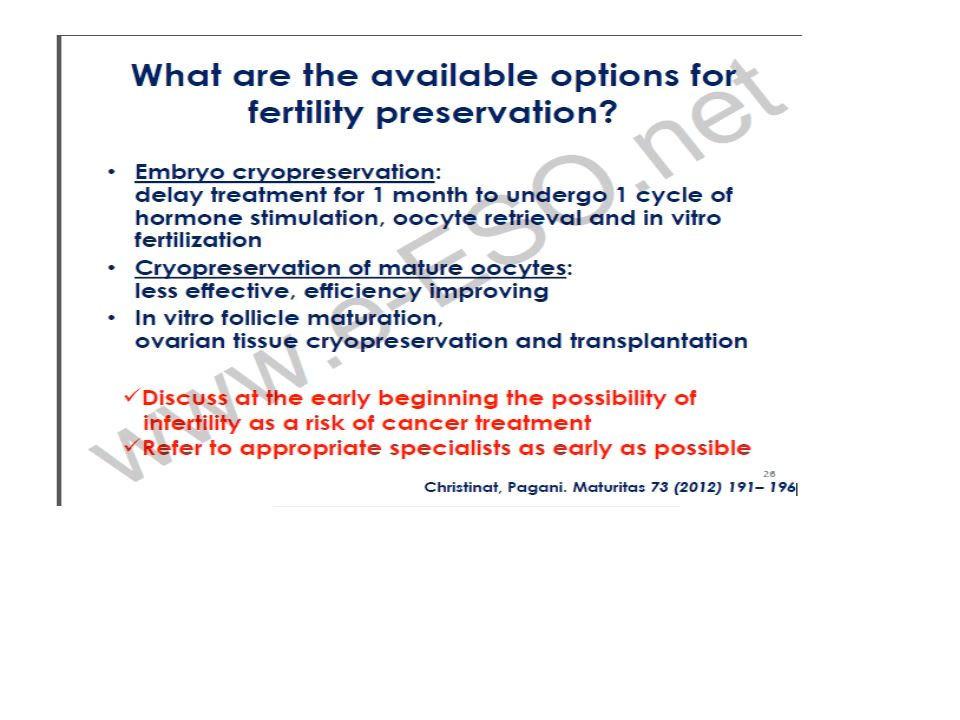 What are the available options for
fertility preservation?
• Embryo cryopreservation:
delay treatment for 1 month to undergo 1 cycle of
hormone stimulation, oocyte retrieval and in vitro
fertilization
• Cryopreservation of mature oocytes:
less effective, efficiency improving
• In vitro follicle maturation,
ovarian tissue cryopreservation and transplantation
✓Discuss at the early beginning the possibility of
infertility as a risk of cancer treatment
✓Refer to appropriate specialists as early as possible
Christinat, Pagani. Maturitas 73 (2012) 191– 196
www.e-ESO.net